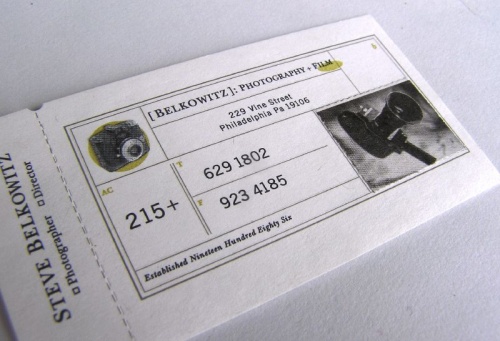 [BELKOWITZ]: PHOTOGRAPHY + FILM
229 Vine Street
Philadelphia Pa 19106
AC
215+
T
629 1802
F
923 4185
Established Nineteen Hundred Eighty Six
STEVE BELKOWITZ
Photographer Director